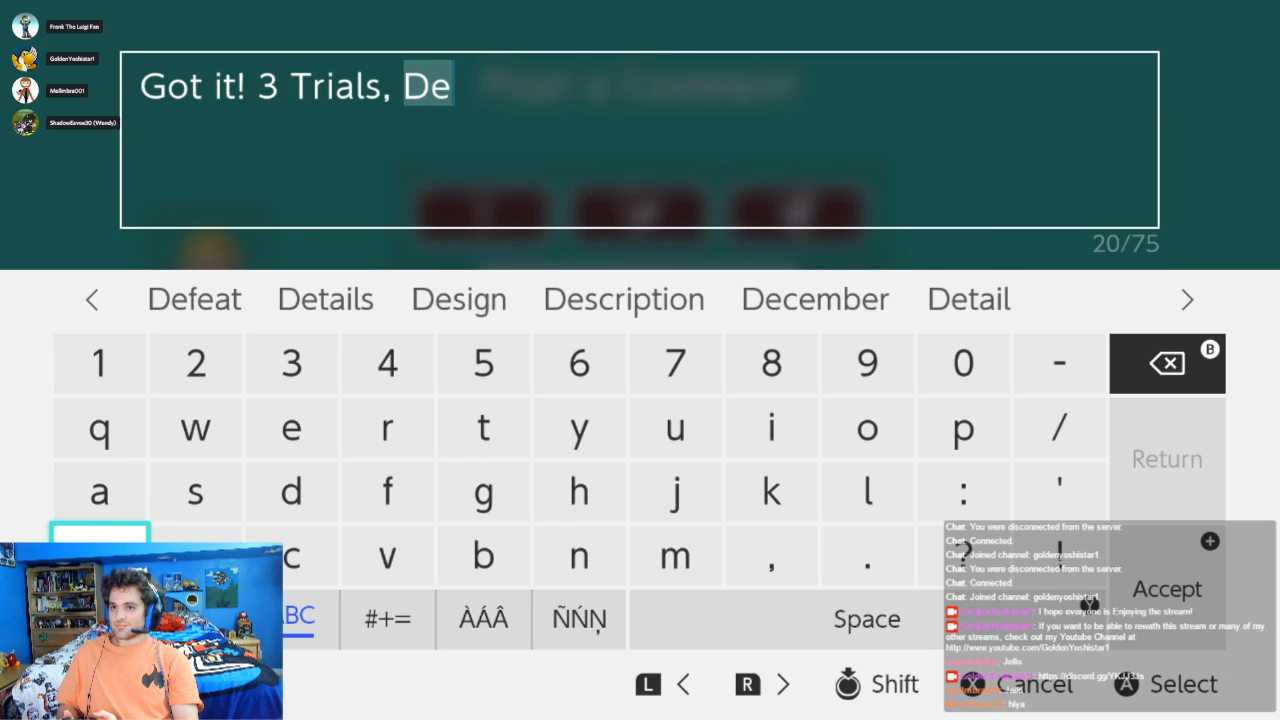 Frank The Luigi Fan
GoldenYoshistar1
Mellmbra001
ShadowEevee30 (Wendy)
Got it! 3 Trials, De
20/75
Defeat Details Design Description December Detail
1 2 3 4 5 6 7 8 9 0 - B
q w e r t y u i o p /
Return
a s d f g h j k l : '
c v b n m , . ? !
Accept
#+= ÀÁÂ ÑŃŅ Space
L R Shift X Cancel A Select
Chat: You were disconnected from the server.
Chat: Connected.
Chat: Joined channel: goldenyoshistar1.
Chat: You were disconnected from the server.
Chat: Connected.
Chat: Joined channel: goldenyoshistar1.
: I hope everyone is Enjoying the stream!
: If you want to be able to rewath this stream or many of my
other streams, check out my Youtube Channel at
http://www.youtube.com/GoldenYoshistar1
: Jello.
: hiya